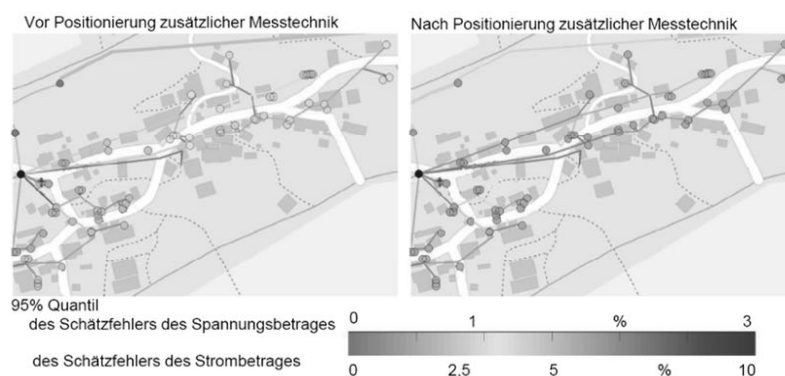 Vor Positionierung zusätzlicher Messtechnik
Nach Positionierung zusätzlicher Messtechnik
95% Quantil
des Schätzfehlers des Spannungsbetrages
0 1 % 3
des Schätzfehlers des Strombetrages
0 2,5 5 % 10